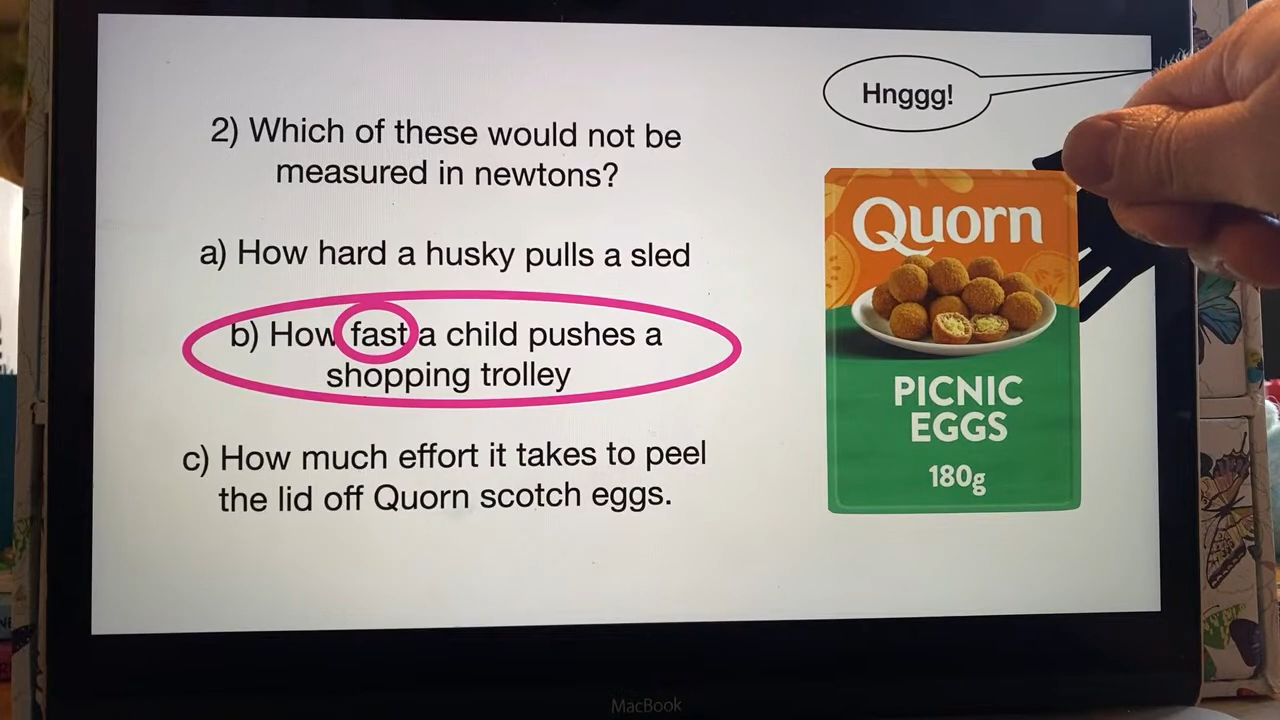 Hnggg!
2) Which of these would not be
measured in newtons?
a) How hard a husky pulls a sled
b) How fast a child pushes a
shopping trolley
c) How much effort it takes to peel
the lid off Quorn scotch eggs.
Quorn
PICNIC
EGGS
180g
MacBook